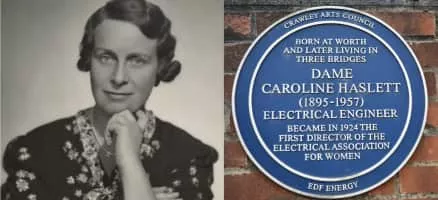 CRAWLEY ARTS COUNCIL
BORN AT WORTH
AND LATER LIVING IN
THREE BRIDGES
DAME
CAROLINE HASLETT
(1895-1957)
ELECTRICAL ENGINEER
BECAME IN 1924 THE
FIRST DIRECTOR OF THE
ELECTRICAL ASSOCIATION
FOR WOMEN
EDF ENERGY